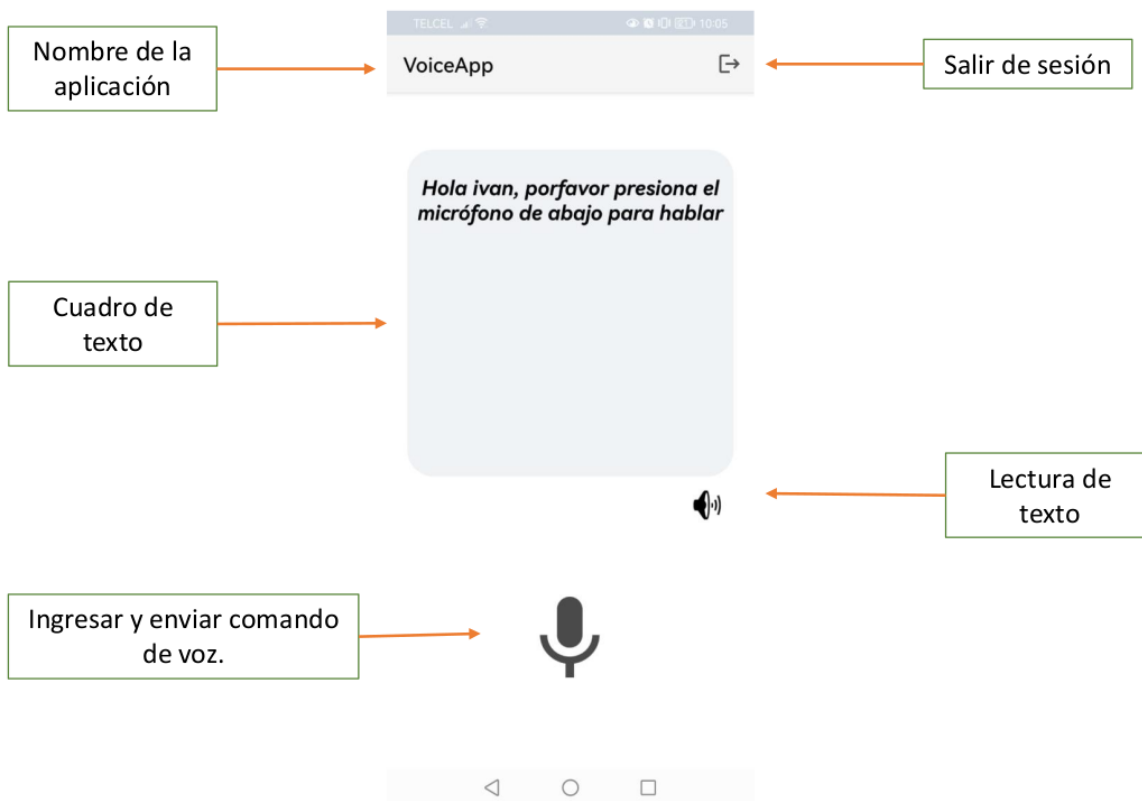 TELCEL
10:05
Nombre de la
aplicación
VoiceApp
Salir de sesión
Hola ivan, porfavor presiona el
micrófono de abajo para hablar
Cuadro de
texto
Lectura de
texto
Ingresar y enviar comando
de voz.